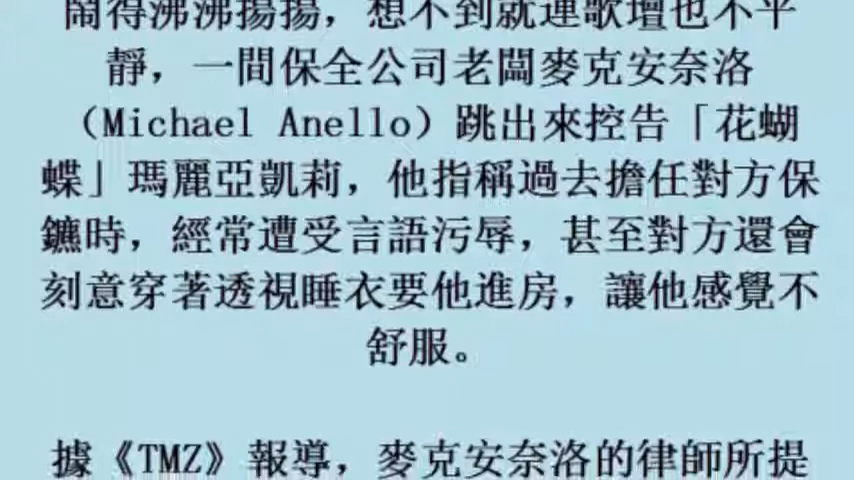 鬧得沸沸揚揚，想不到就連歌壇也不平
靜，一間保全公司老闆麥克安奈洛
（Michael Anello）跳出來控告「花蝴
蝶」瑪麗亞凱莉，他指稱過去擔任對方保
鑣時，經常遭受言語污辱，甚至對方還會
刻意穿著透視睡衣要他進房，讓他感覺不
舒服。
據《TMZ》報導，麥克安奈洛的律師所提